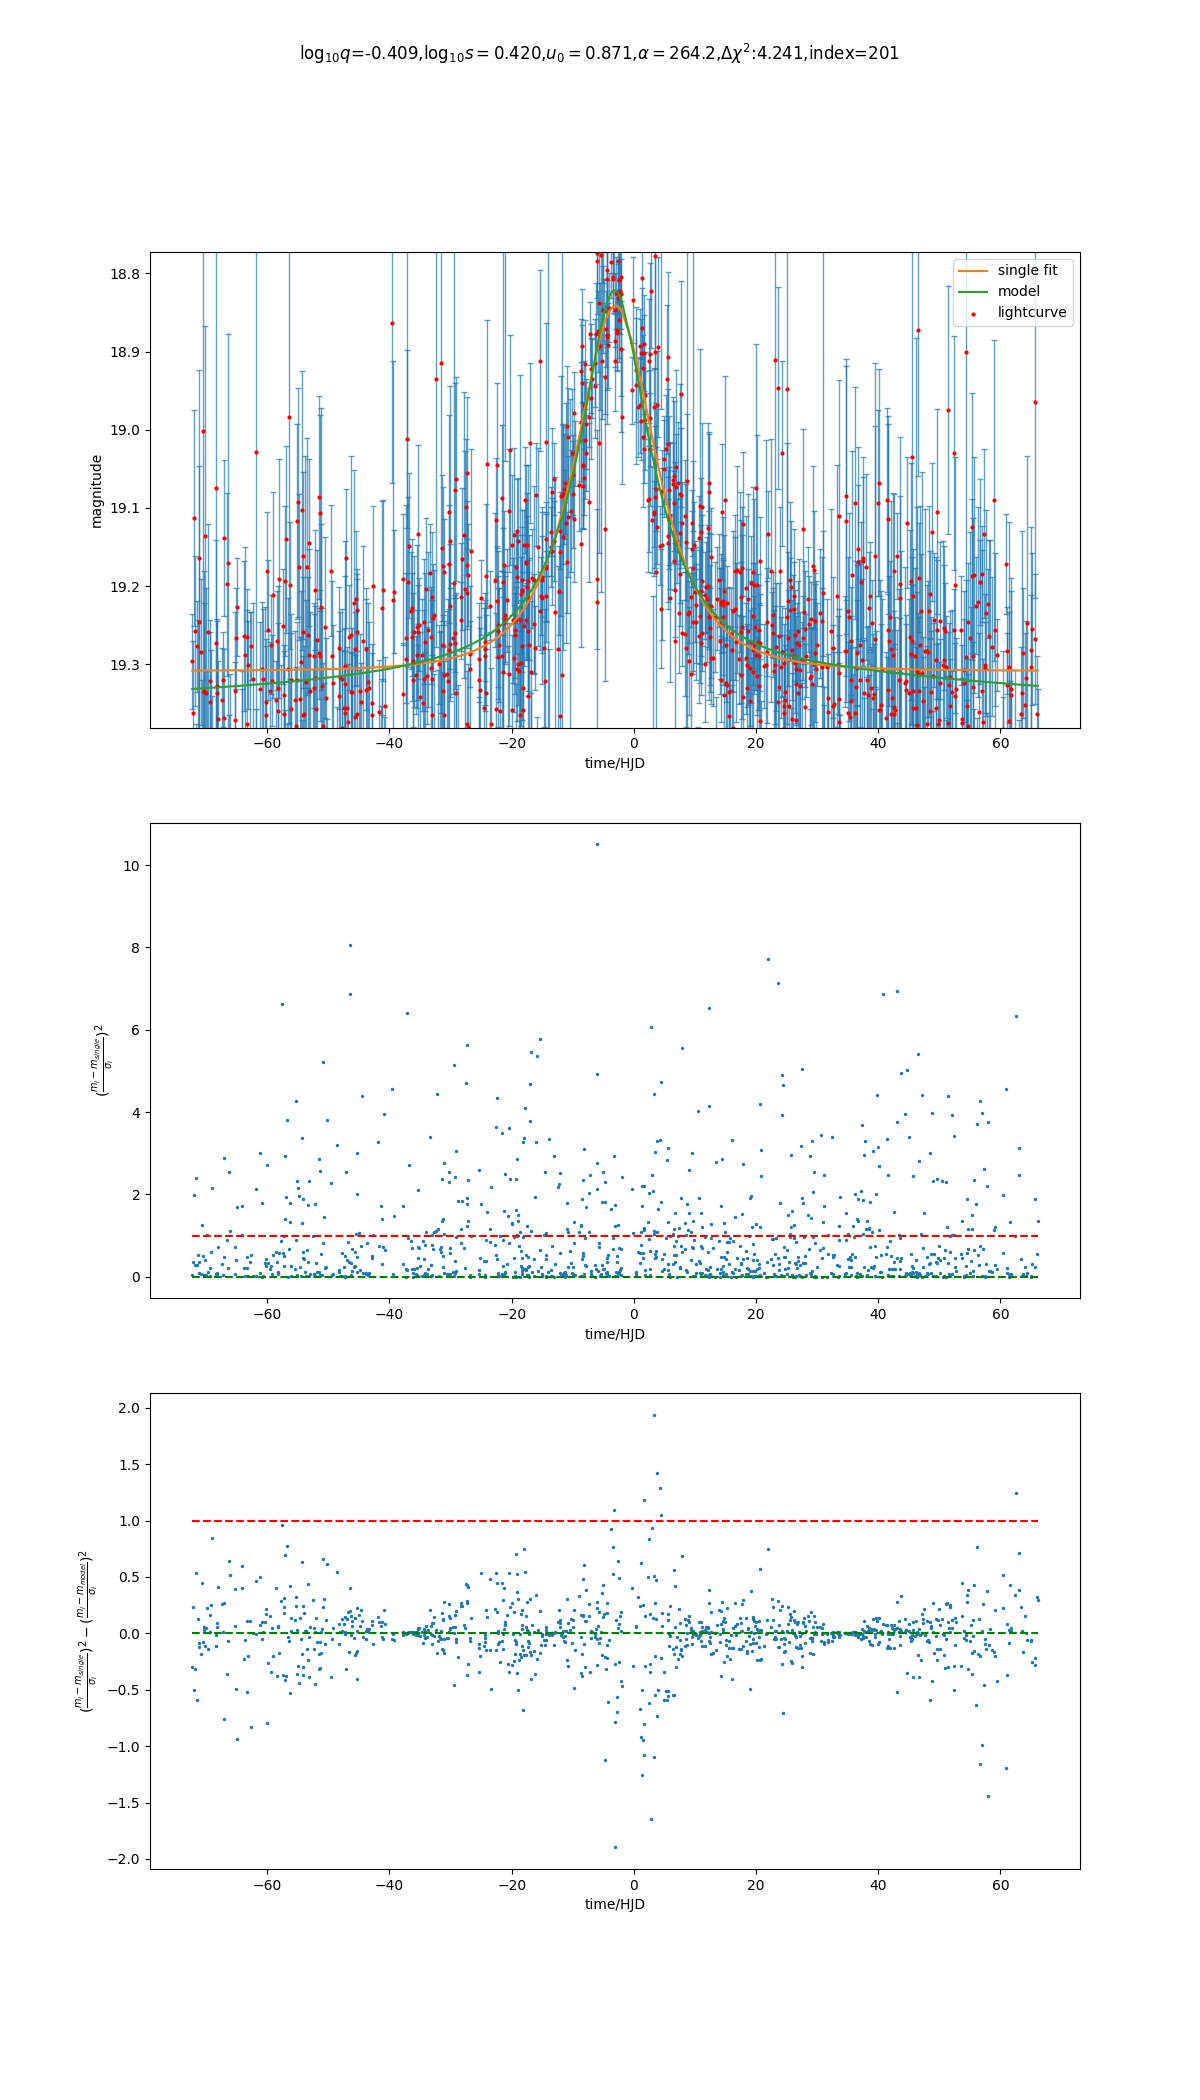 log₁₀q=-0.409,log₁₀s = 0.420,u₀ = 0.871,α = 264.2,Δχ²:4.241,index=201
18.8
18.9
19.0
19.1
19.2
19.3
magnitude
single fit
model
lightcurve
−60 −40 −20 0 20 40 60
time/HJD
10
8
6
4
2
0
((mᵢ − m_single)/σᵢ)²
−60 −40 −20 0 20 40 60
time/HJD
2.0
1.5
1.0
0.5
0.0
−0.5
−1.0
−1.5
−2.0
((mᵢ − m_single)/σᵢ)² − ((mᵢ − m_model)/σᵢ)²
−60 −40 −20 0 20 40 60
time/HJD